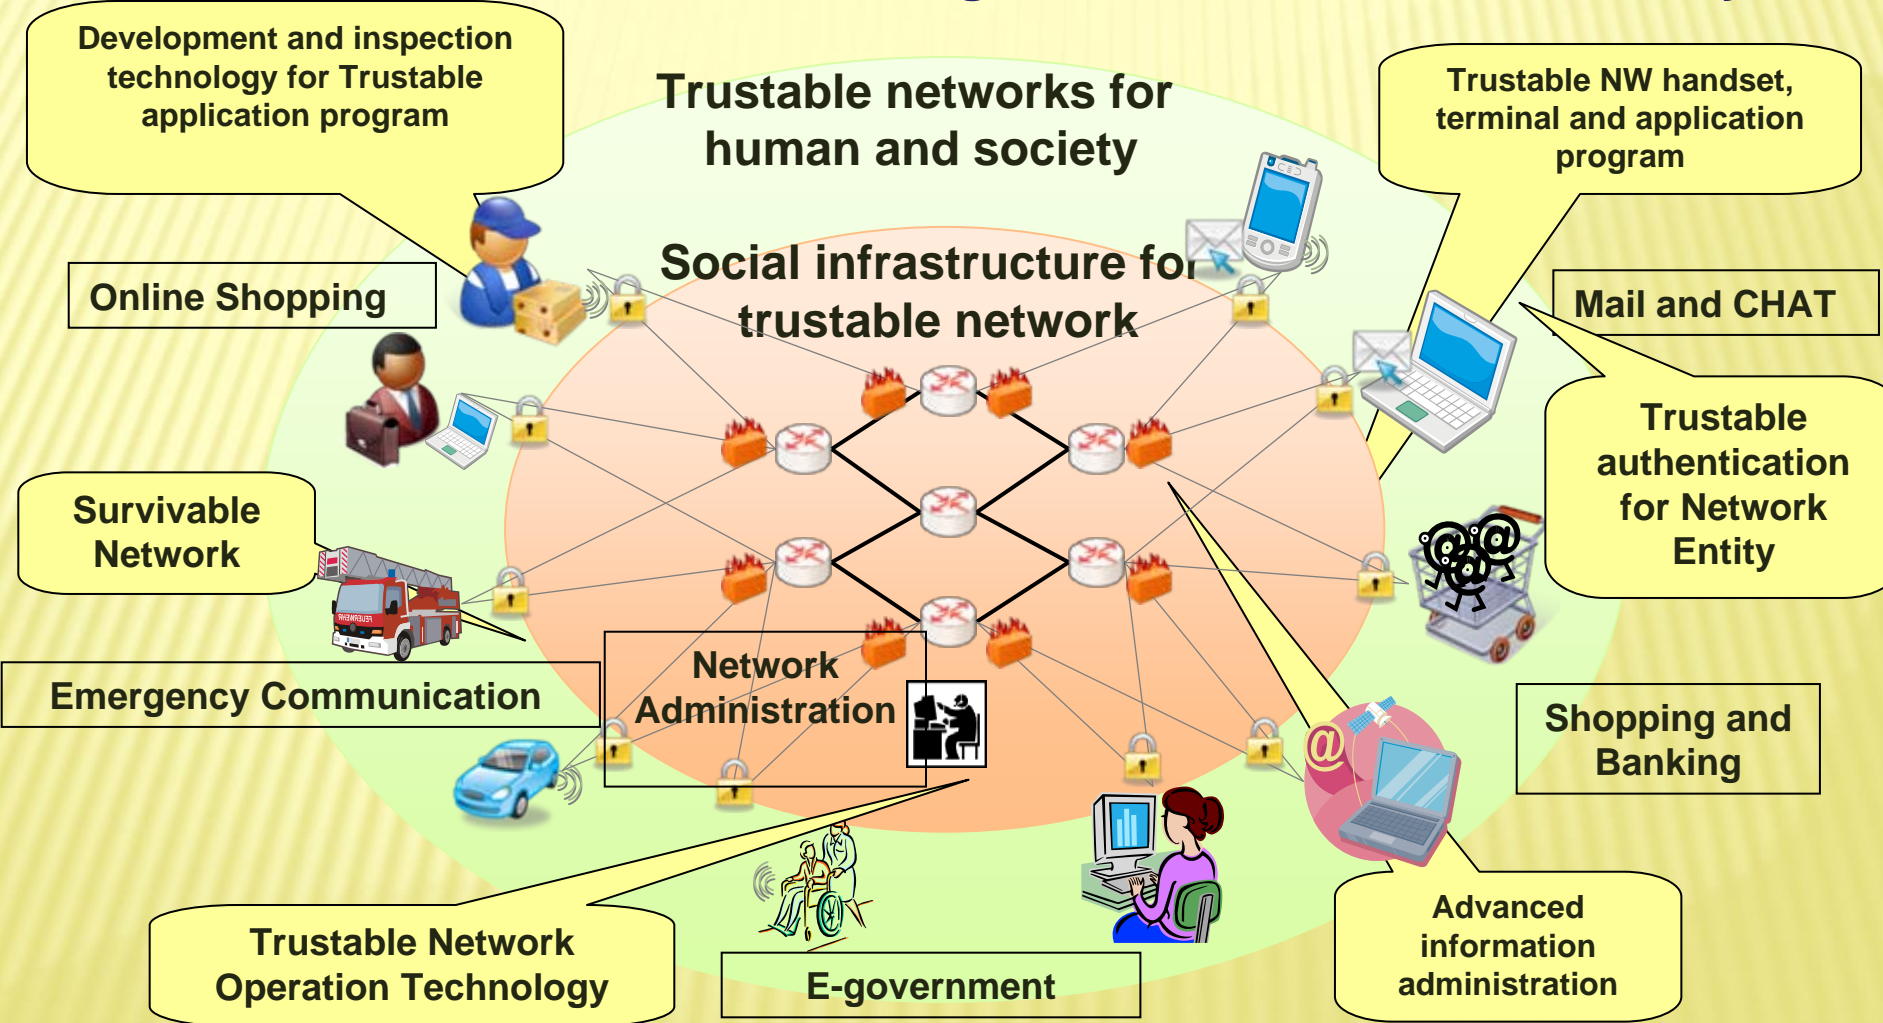 Development and inspection
technology for Trustable
application program
Trustable networks for
human and society
Trustable NW handset,
terminal and application
program
Social infrastructure for
trustable network
Online Shopping
Mail and CHAT
Trustable
authentication
for Network
Entity
Survivable
Network
FEUERWEHR
Emergency Communication
Network
Administration
Shopping and
Banking
@
Trustable Network
Operation Technology
E-government
Advanced
information
administration